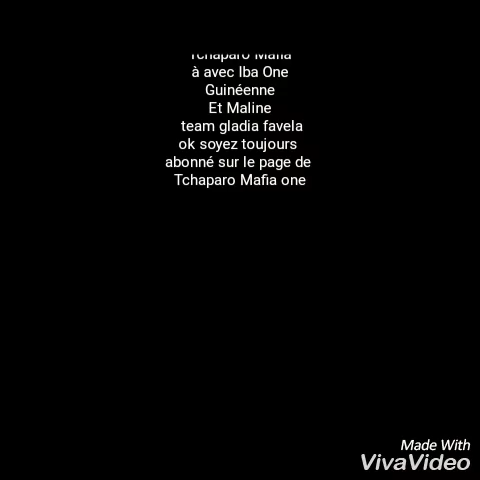 Tchaparo Mafia
à avec Iba One
Guinéenne
Et Maline
team gladia favela
ok soyez toujours
abonné sur le page de
Tchaparo Mafia one
Made With
VivaVideo